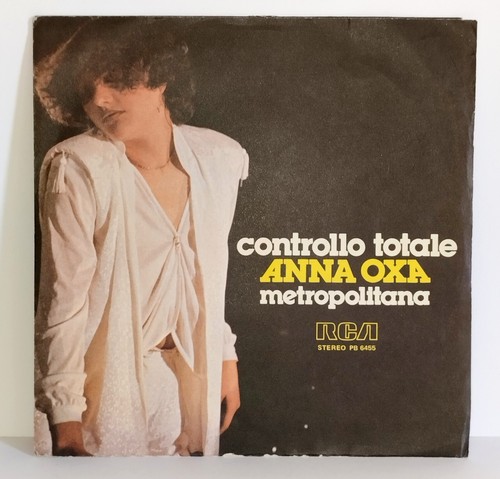 controllo totale
ANNA OXA
metropolitana
RCA
STEREO PB 6455